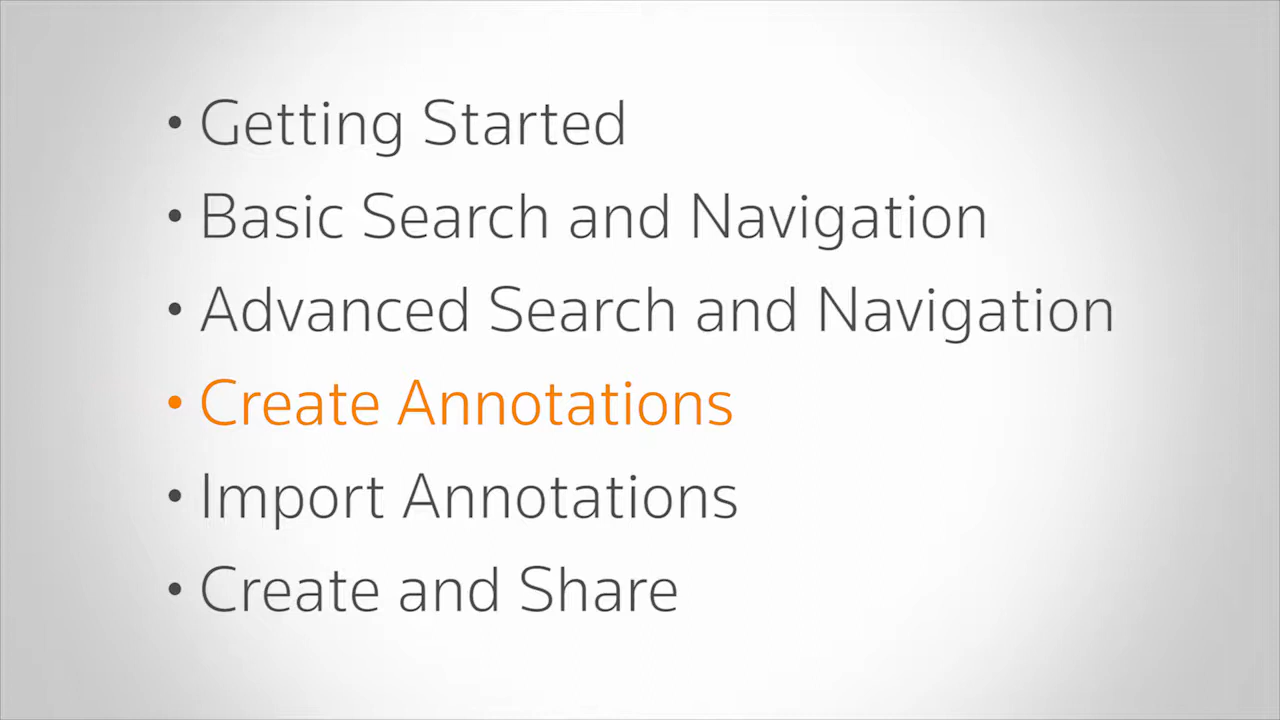 • Getting Started
• Basic Search and Navigation
• Advanced Search and Navigation
• Create Annotations
• Import Annotations
• Create and Share